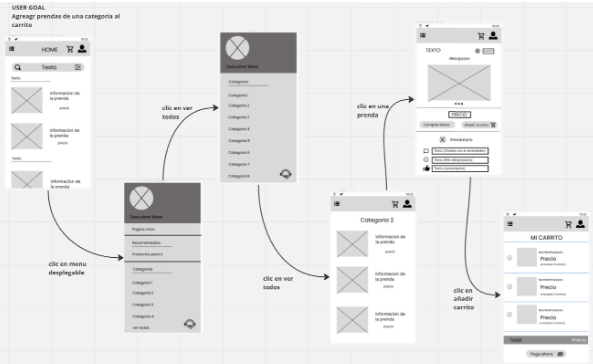 USER GOAL
Agreagr prendas de una categoria al
carrito
HOME
Texto
Texto
Informacion de
la prenda
precio
Informacion de
la prenda
precio
Texto
Informacion de
la prenda
clic en menu
desplegable
Descubre Wear
Pagina inicio
Recomendados
Productos para ti
Categorias
Categoria 1
Categoria 2
Categoria 3
Categoria 4
ver todos
clic en ver
todos
Descubre Wear
Categorias
Categoria 1
Categoria 2
Categoria 3
Categoria 4
Categoria 5
Categoria 6
Categoria 7
Categoria 8
clic en ver
todos
Categoria 2
Informacion de
la prenda
precio
Informacion de
la prenda
precio
Informacion de
la prenda
precio
clic en una
prenda
TEXTO
descripcion
PRECIO
Comprar ahora
Añadir al carro
clic en
añadir
carrito
MI CARRITO
Precio
Precio
Precio
Total
Precio
Pagar ahora